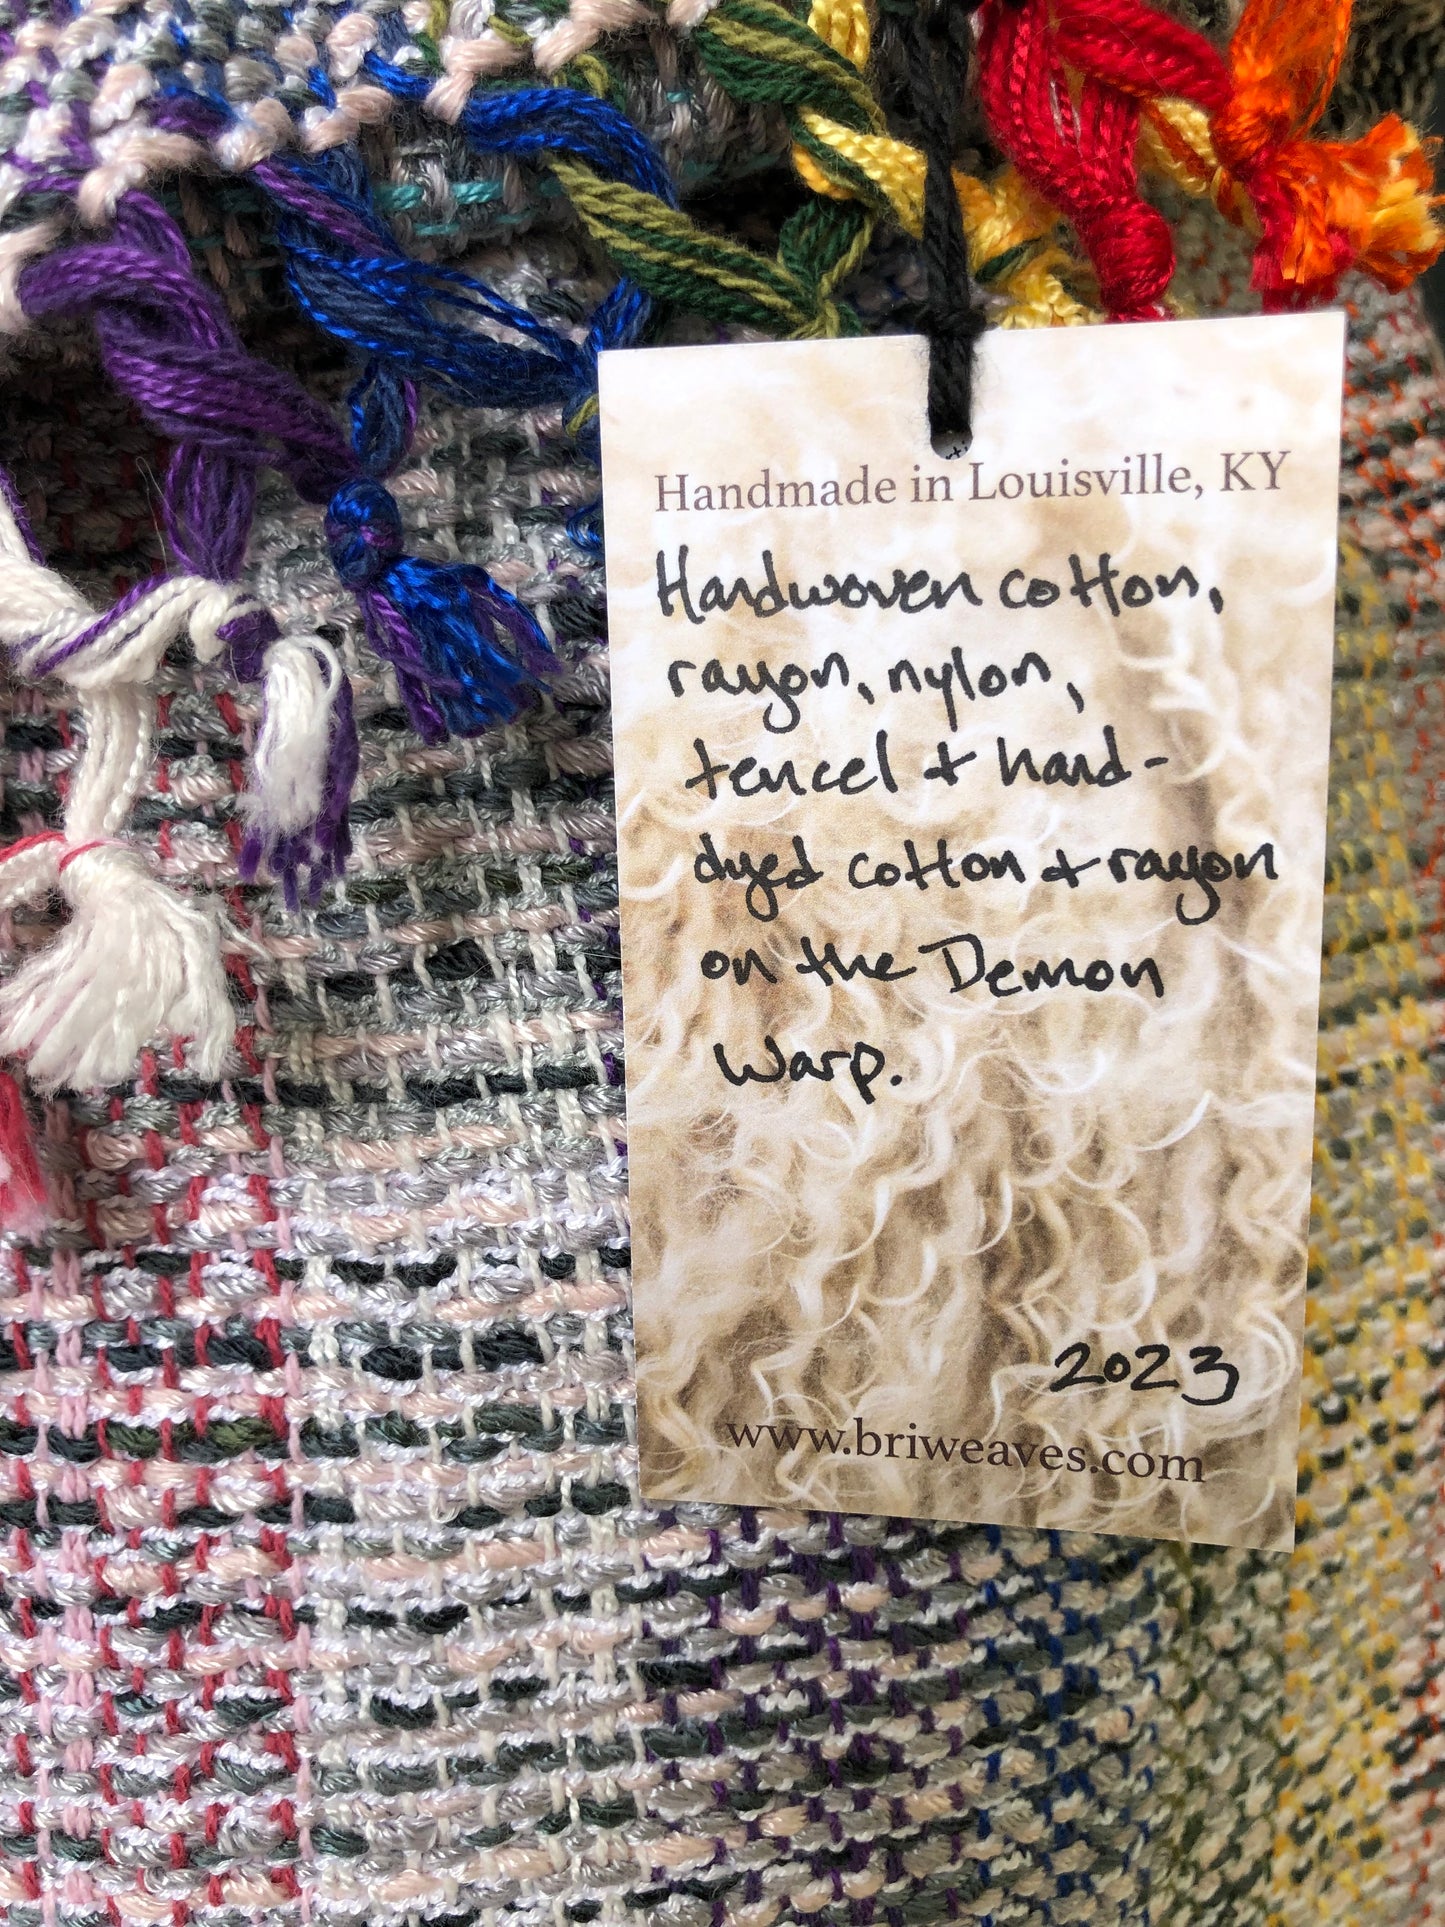 Handmade in Louisville, KY
Handwoven cotton,
rayon, nylon,
tencel + hand-
dyed cotton + rayon
on the Demon
Warp.
2023
www.briweaves.com